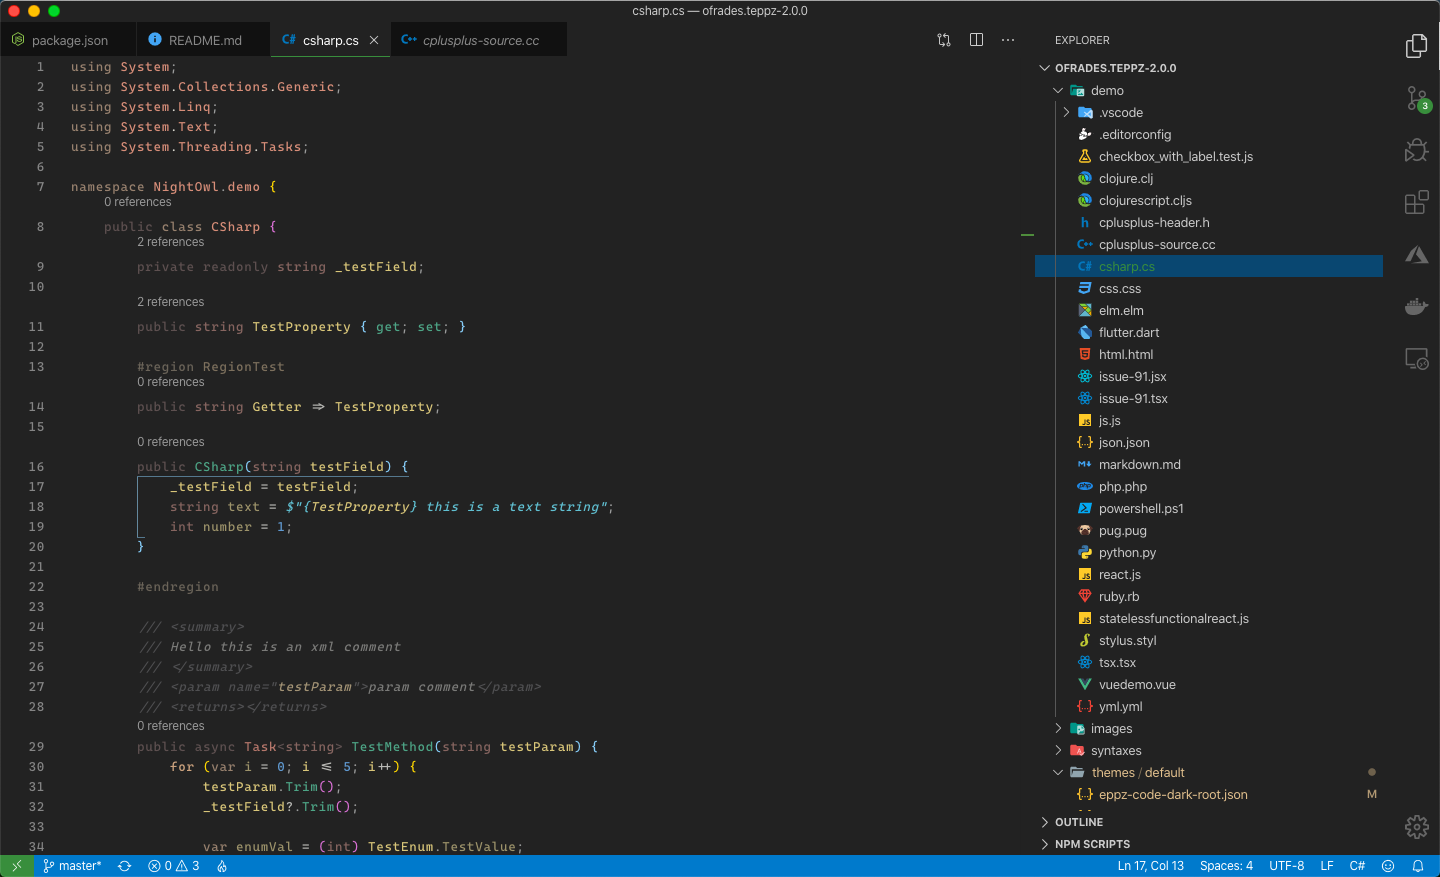 csharp.cs — ofrades.teppz-2.0.0
package.json
README.md
C# csharp.cs
C++ cplusplus-source.cc
1 using System;
2 using System.Collections.Generic;
3 using System.Linq;
4 using System.Text;
5 using System.Threading.Tasks;
6
7 namespace NightOwl.demo {
0 references
8 public class CSharp {
2 references
9 private readonly string _testField;
10
2 references
11 public string TestProperty { get; set; }
12
13 #region RegionTest
0 references
14 public string Getter => TestProperty;
15
0 references
16 public CSharp(string testField) {
17 _testField = testField;
18 string text = $"{TestProperty} this is a text string";
19 int number = 1;
20 }
21
22 #endregion
23
24 /// <summary>
25 /// Hello this is an xml comment
26 /// </summary>
27 /// <param name="testParam">param comment</param>
28 /// <returns></returns>
0 references
29 public async Task<string> TestMethod(string testParam) {
30 for (var i = 0; i <= 5; i++) {
31 testParam.Trim();
32 _testField?.Trim();
33
34 var enumVal = (int) TestEnum.TestValue;
EXPLORER
OFRADES.TEPPZ-2.0.0
demo
.vscode
.editorconfig
checkbox_with_label.test.js
clojure.clj
clojurescript.cljs
h cplusplus-header.h
C++ cplusplus-source.cc
C# csharp.cs
css.css
elm.elm
flutter.dart
html.html
issue-91.jsx
issue-91.tsx
JS js.js
{..} json.json
M↓ markdown.md
php php.php
powershell.ps1
pug.pug
python.py
JS react.js
ruby.rb
JS statelessfunctionalreact.js
stylus.styl
tsx.tsx
vuedemo.vue
{..} yml.yml
images
syntaxes
themes / default
{..} eppz-code-dark-root.json M
OUTLINE
NPM SCRIPTS
3
master* 0 3
Ln 17, Col 13 Spaces: 4 UTF-8 LF C#